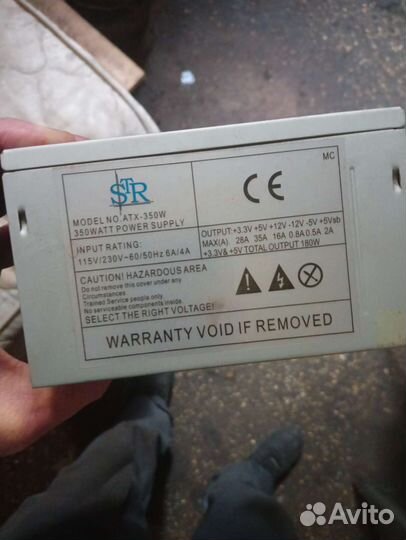 STR
MC
MODEL NO. ATX-350W
350WATT POWER SUPPLY
CE
INPUT RATING:
115V/230V~60/50Hz 6A/4A
OUTPUT:+3.3V +5V +12V -12V -5V +5Vsb
MAX(A). 28A 35A 16A 0.8A 0.5A 2A
+3.3V& +5V TOTAL OUTPUT 180W
CAUTION! HAZARDOUS AREA
Do not remove this cover under any
Circumstances.
Trained Service people only.
No serviceable components inside.
SELECT THE RIGHT VOLTAGE!
WARRANTY VOID IF REMOVED
Avito